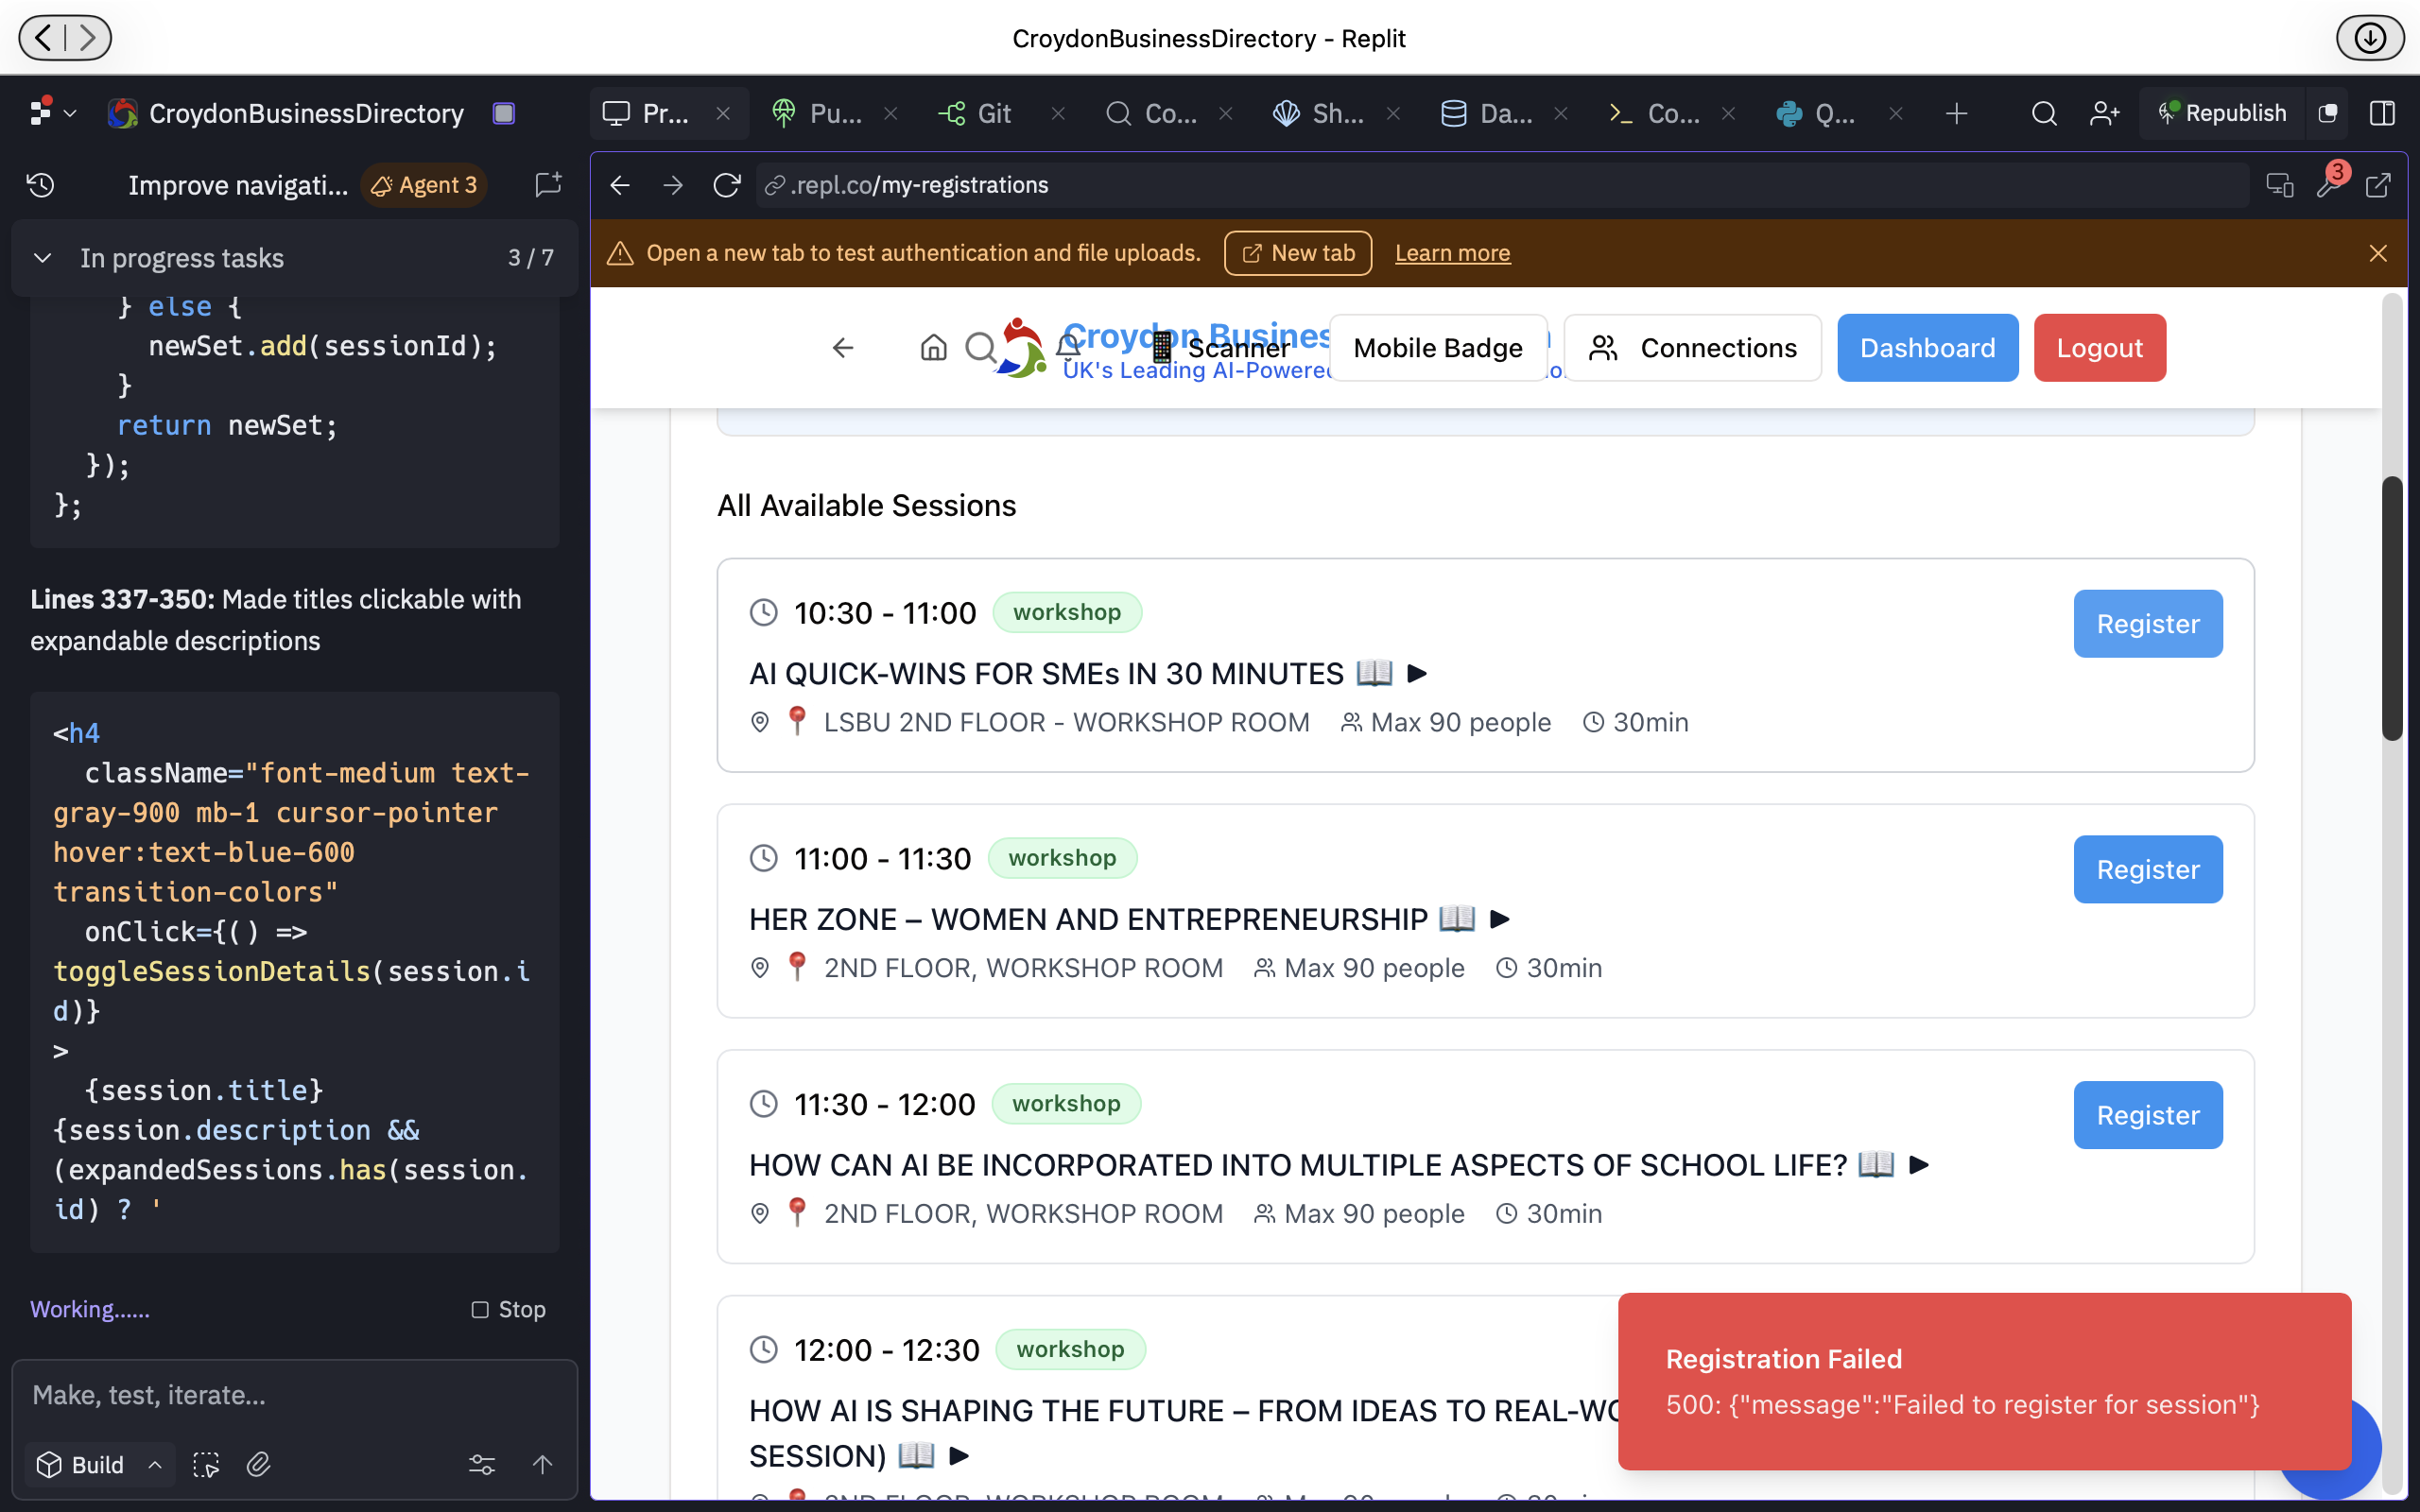 CroydonBusinessDirectory - Replit
CroydonBusinessDirectory
Pr...
Pu...
Git
Co...
Sh...
Da...
Co...
Q...
Republish
Improve navigati...
Agent 3
.repl.co/my-registrations
3
In progress tasks
3 / 7
Open a new tab to test authentication and file uploads.
New tab
Learn more
} else {
newSet.add(sessionId);
}
return newSet;
});
};
Lines 337-350: Made titles clickable with
expandable descriptions
<h4
className="font-medium text-
gray-900 mb-1 cursor-pointer
hover:text-blue-600
transition-colors"
onClick={() =>
toggleSessionDetails(session.i
d)}
>
{session.title}
{session.description &&
(expandedSessions.has(session.
id) ? '
Working......
Stop
Make, test, iterate...
Build
Croydon Busines
UK's Leading AI-Powered
Scanner
Mobile Badge
Connections
Dashboard
Logout
All Available Sessions
10:30 - 11:00
workshop
Register
AI QUICK-WINS FOR SMEs IN 30 MINUTES
LSBU 2ND FLOOR - WORKSHOP ROOM
Max 90 people
30min
11:00 - 11:30
workshop
Register
HER ZONE – WOMEN AND ENTREPRENEURSHIP
2ND FLOOR, WORKSHOP ROOM
Max 90 people
30min
11:30 - 12:00
workshop
Register
HOW CAN AI BE INCORPORATED INTO MULTIPLE ASPECTS OF SCHOOL LIFE?
2ND FLOOR, WORKSHOP ROOM
Max 90 people
30min
12:00 - 12:30
workshop
HOW AI IS SHAPING THE FUTURE – FROM IDEAS TO REAL-WO
SESSION)
Registration Failed
500: {"message":"Failed to register for session"}